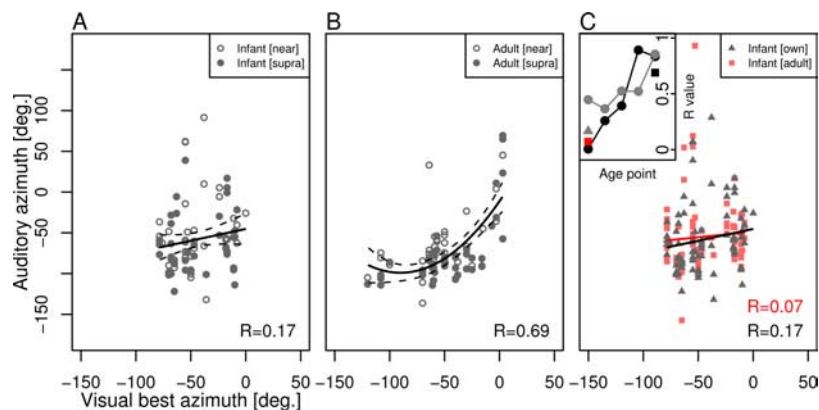 A
B
C
Infant [near]
Infant [supra]
Adult [near]
Adult [supra]
Infant [own]
Infant [adult]
Auditory azimuth [deg.]
100
50
0
−50
−100
−150
R=0.17
R=0.69
R value
0
0.5
1
Age point
R=0.07
R=0.17
−150 −100 −50 0 50
−150 −100 −50 0 50
−150 −100 −50 0 50
Visual best azimuth [deg.]